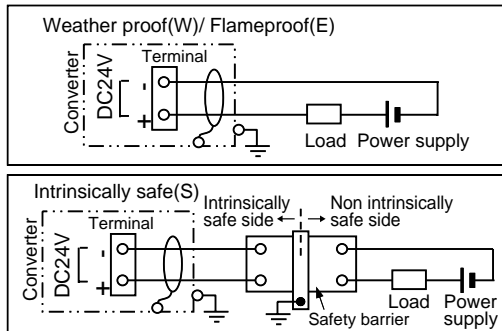 Weather proof(W)/ Flameproof(E)
Converter
DC24V
Terminal
-
+
Load
Power supply
Intrinsically safe(S)
Converter
DC24V
Terminal
-
+
Intrinsically
safe side
Non intrinsically
safe side
Safety barrier
Load
Power
supply